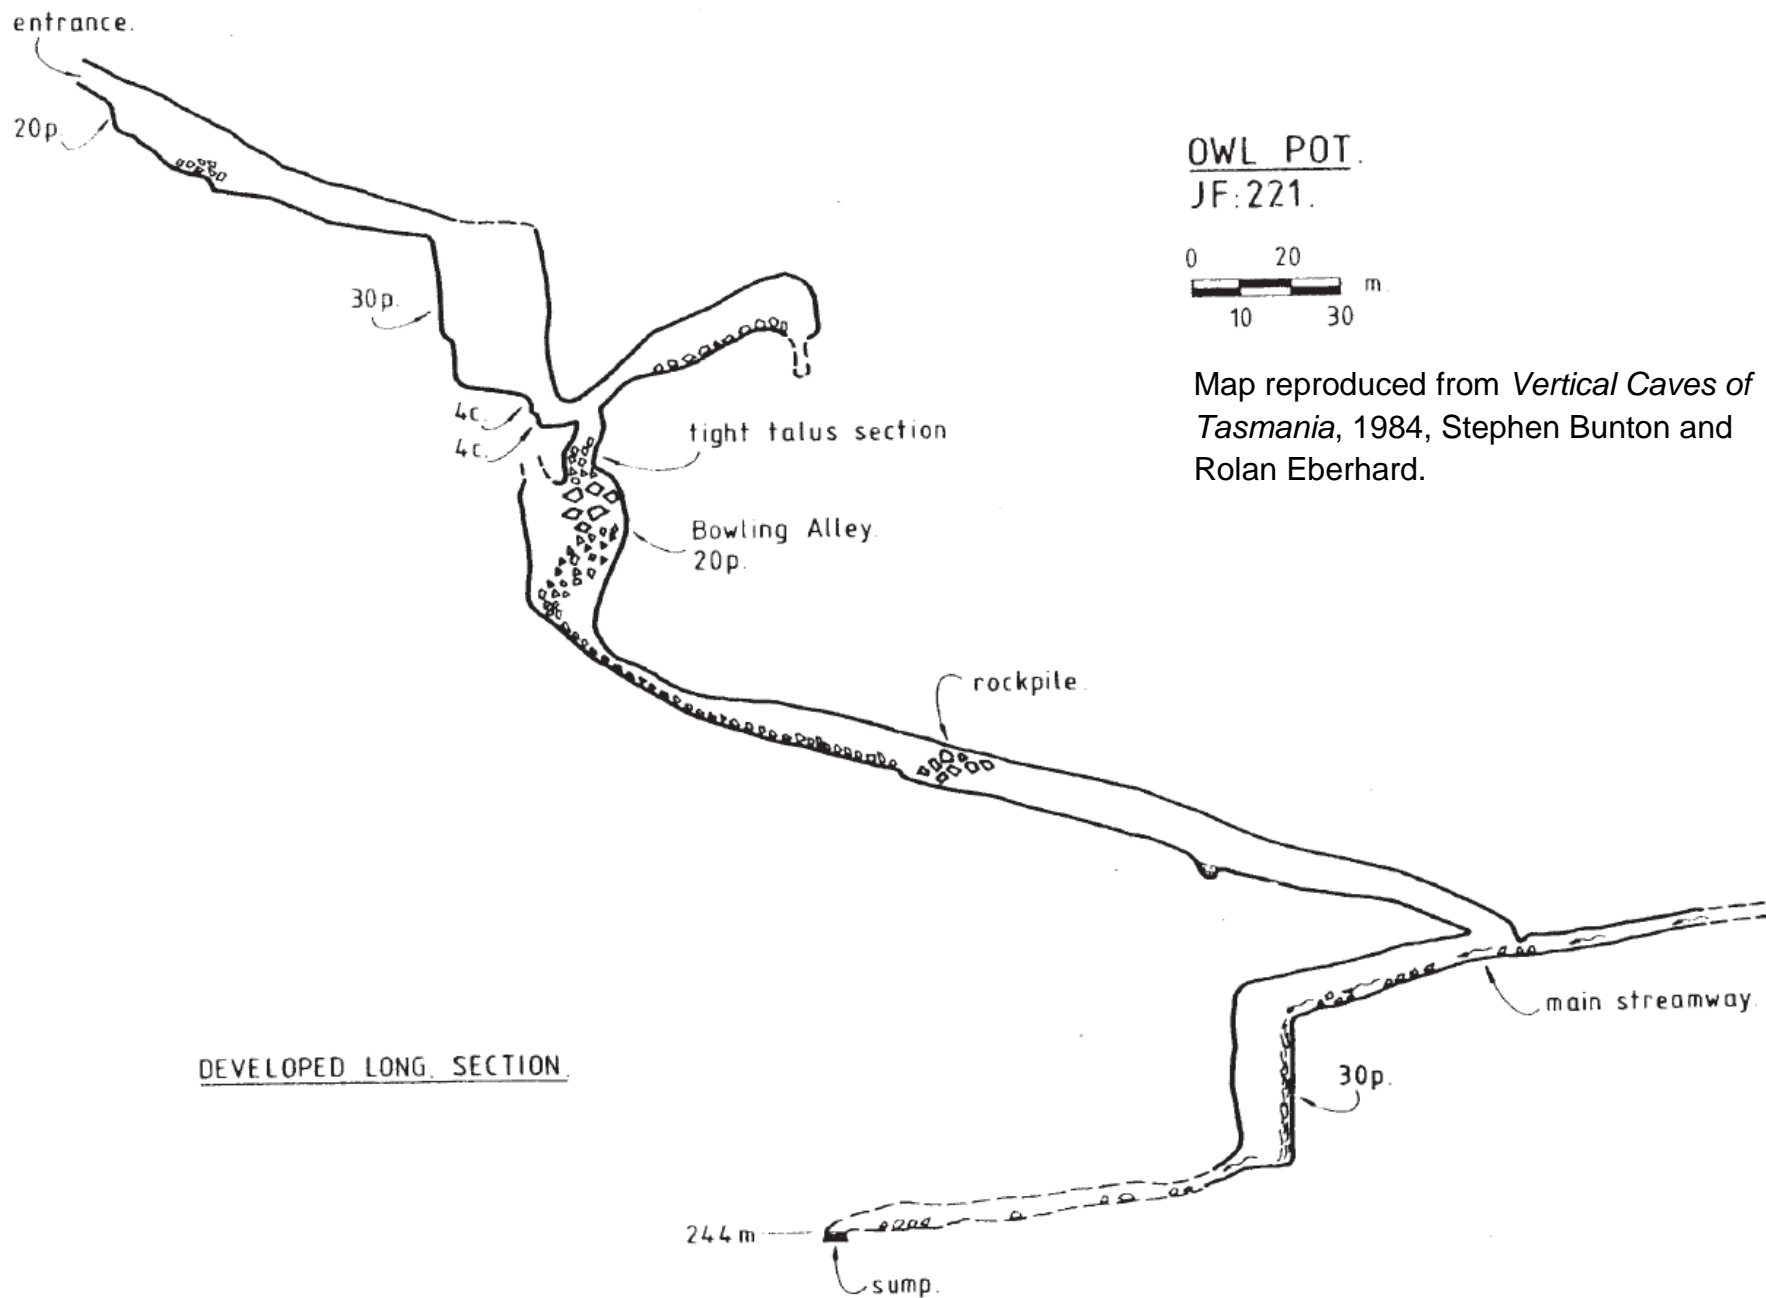 entrance.
20p.
OWL POT.
JF:221.
0 20
m.
10 30
30p.
Map reproduced from Vertical Caves of
Tasmania, 1984, Stephen Bunton and
Rolan Eberhard.
4c.
4c.
tight talus section
Bowling Alley.
20p.
rockpile.
main streamway.
DEVELOPED LONG. SECTION.
30p.
244m
sump.